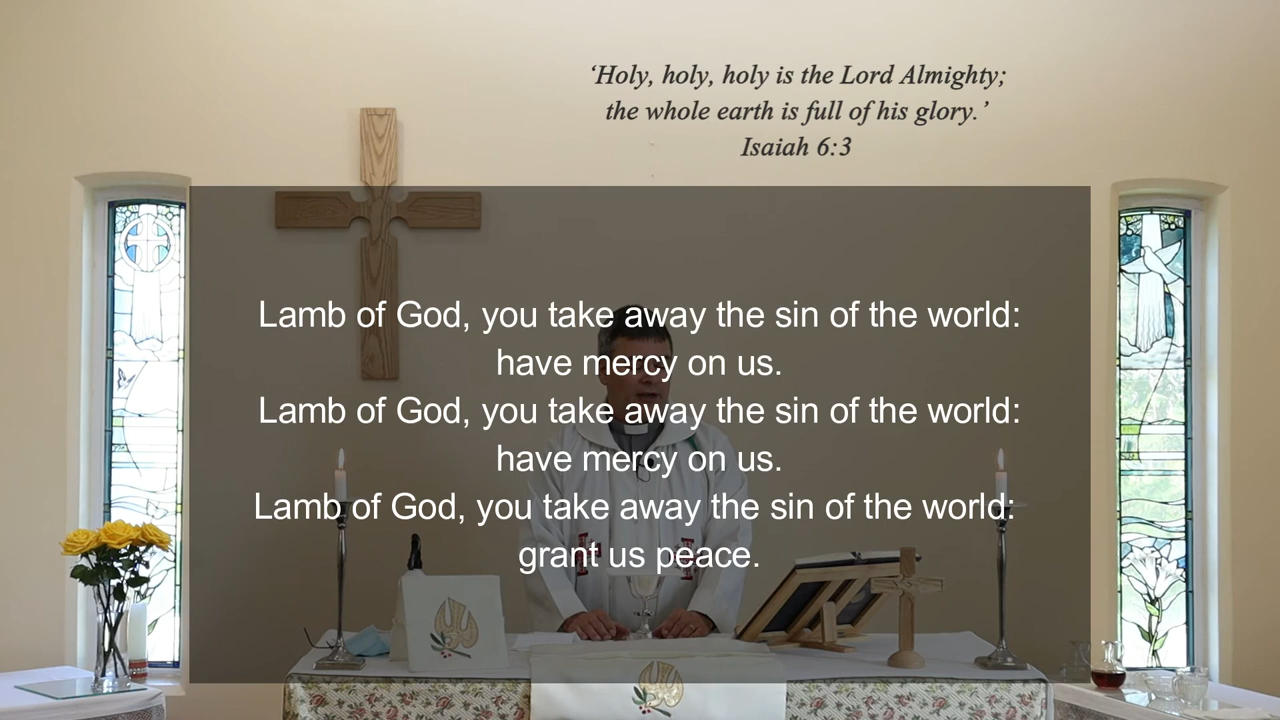 ‘Holy, holy, holy is the Lord Almighty;
the whole earth is full of his glory.’
Isaiah 6:3
Lamb of God, you take away the sin of the world:
have mercy on us.
Lamb of God, you take away the sin of the world:
have mercy on us.
Lamb of God, you take away the sin of the world:
grant us peace.